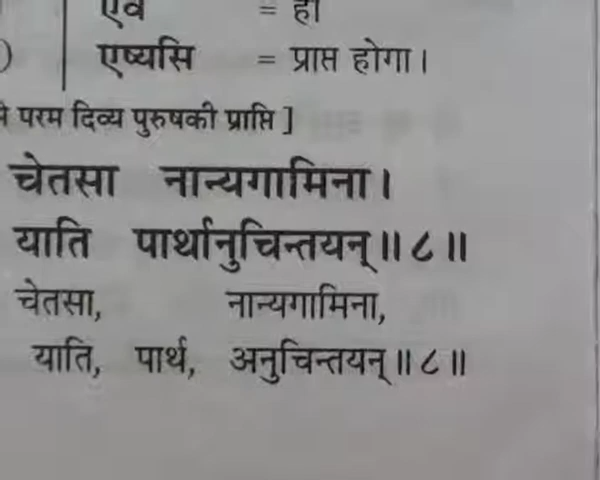 एव = ही
एष्यसि = प्राप्त होगा।
परम दिव्य पुरुषकी प्राप्ति ]
चेतसा नान्यगामिना।
याति पार्थानुचिन्तयन्॥ ८॥
चेतसा, नान्यगामिना,
याति, पार्थ, अनुचिन्तयन्॥ ८॥